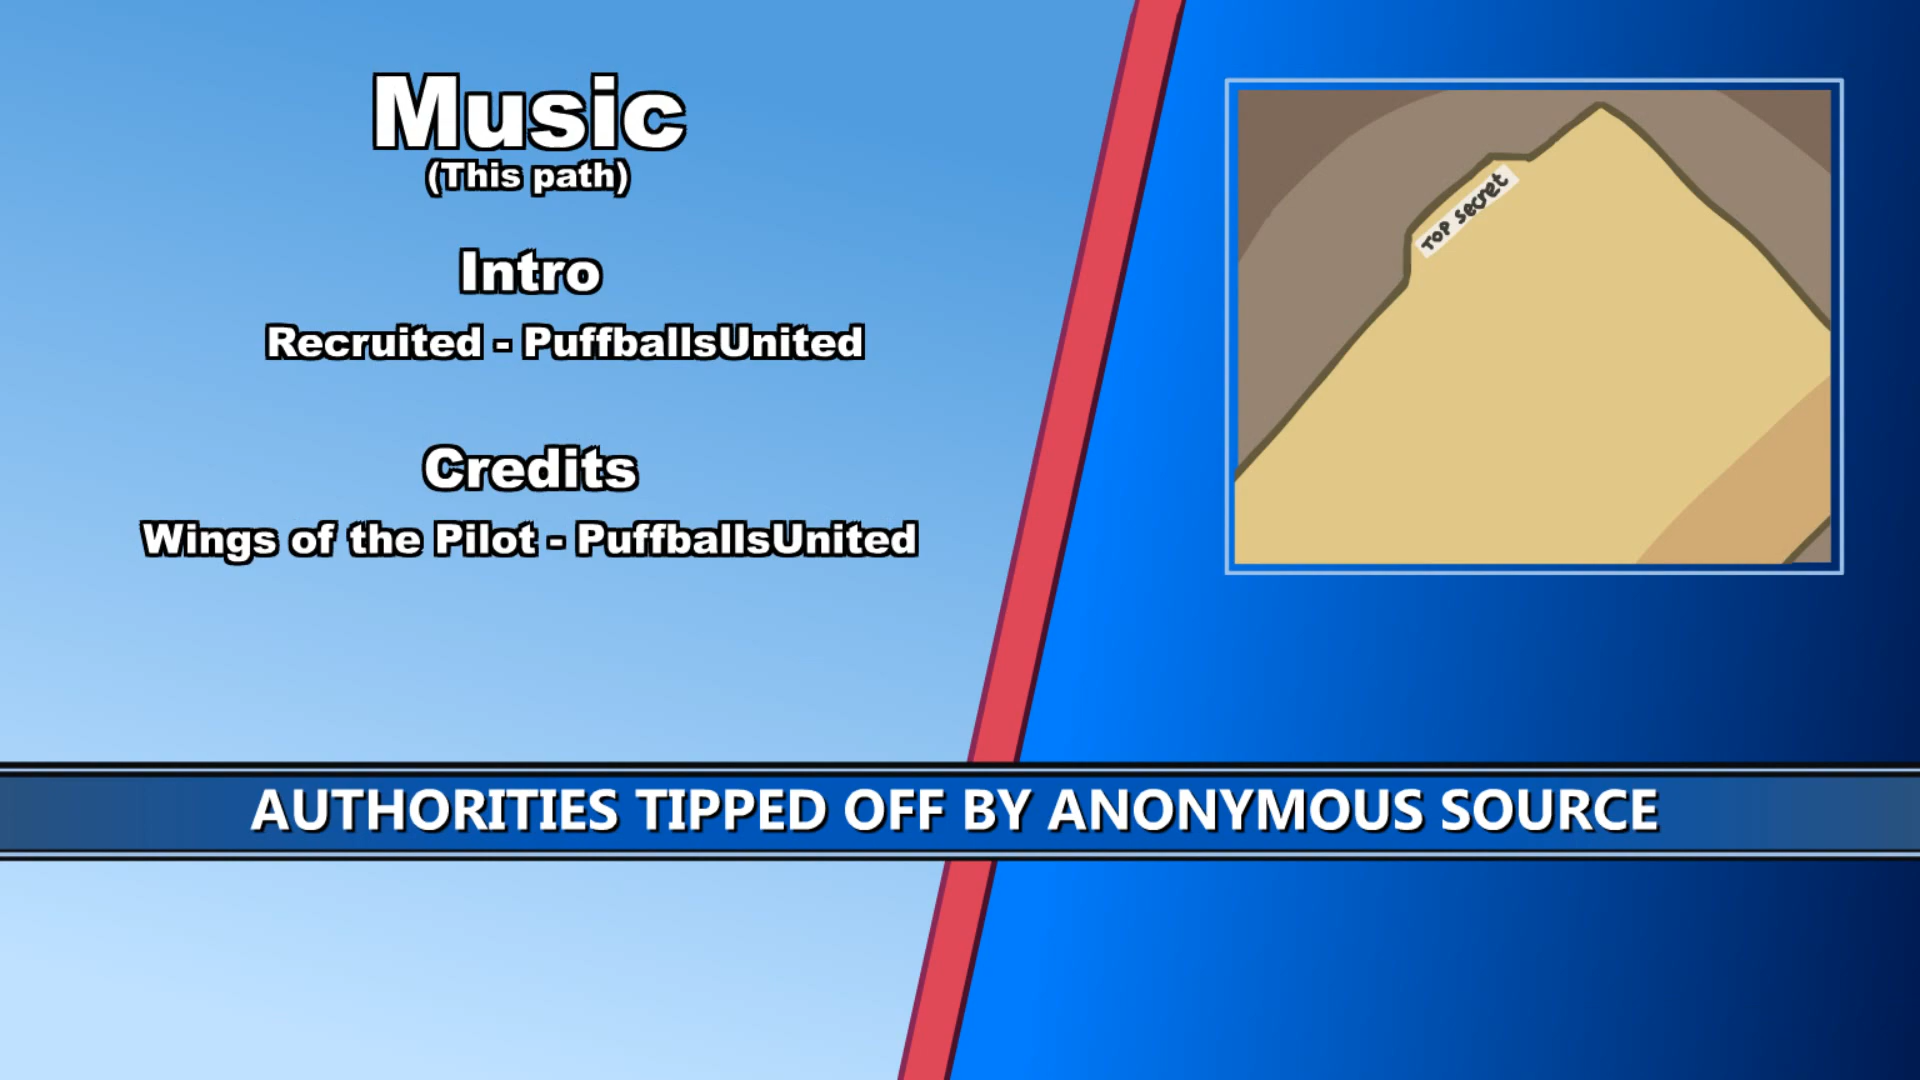 Music
(This path)
Intro
Recruited - PuffballsUnited
Credits
Wings of the Pilot - PuffballsUnited
TOP Secret
AUTHORITIES TIPPED OFF BY ANONYMOUS SOURCE